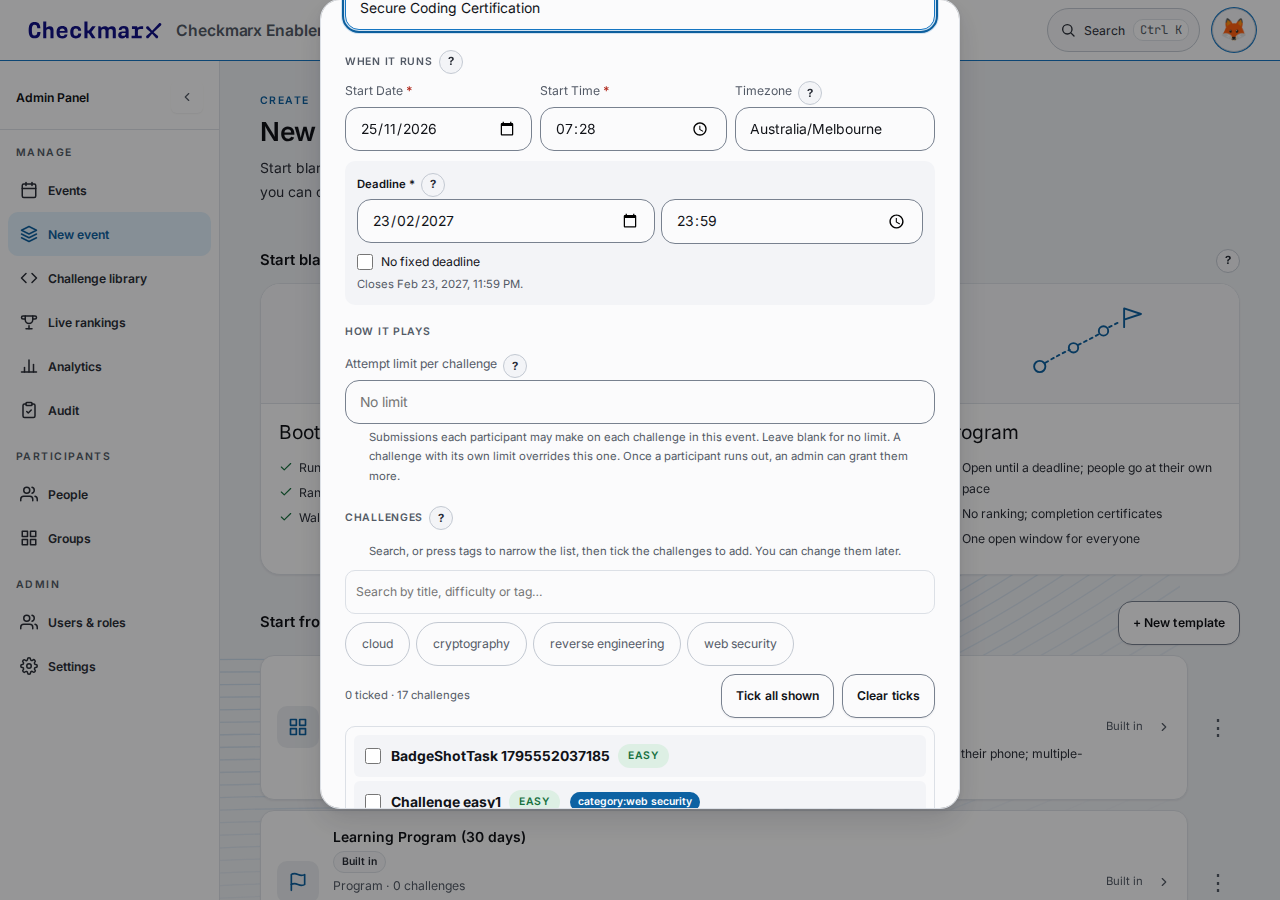 Checkmarx Checkmarx Enabler
Search Ctrl K
Admin Panel
MANAGE
Events
New event
Challenge library
Live rankings
Analytics
Audit
PARTICIPANTS
People
Groups
ADMIN
Users & roles
Settings
CREATE
New
Start blan
you can c
Start bla
?
Boot
Run
Ran
Wal
rogram
Open until a deadline; people go at their own
pace
No ranking; completion certificates
One open window for everyone
Start fro
+ New template
Built in
their phone; multiple-
Learning Program (30 days)
Built in
Program · 0 challenges
Built in
Secure Coding Certification
WHEN IT RUNS ?
Start Date * Start Time * Timezone ?
25/11/2026 07:28 Australia/Melbourne
Deadline * ?
23/02/2027 23:59
No fixed deadline
Closes Feb 23, 2027, 11:59 PM.
HOW IT PLAYS
Attempt limit per challenge ?
No limit
Submissions each participant may make on each challenge in this event. Leave blank for no limit. A
challenge with its own limit overrides this one. Once a participant runs out, an admin can grant them
more.
CHALLENGES ?
Search, or press tags to narrow the list, then tick the challenges to add. You can change them later.
Search by title, difficulty or tag...
cloud cryptography reverse engineering web security
0 ticked · 17 challenges Tick all shown Clear ticks
BadgeShotTask 1795552037185 EASY
Challenge easy1 EASY category:web security